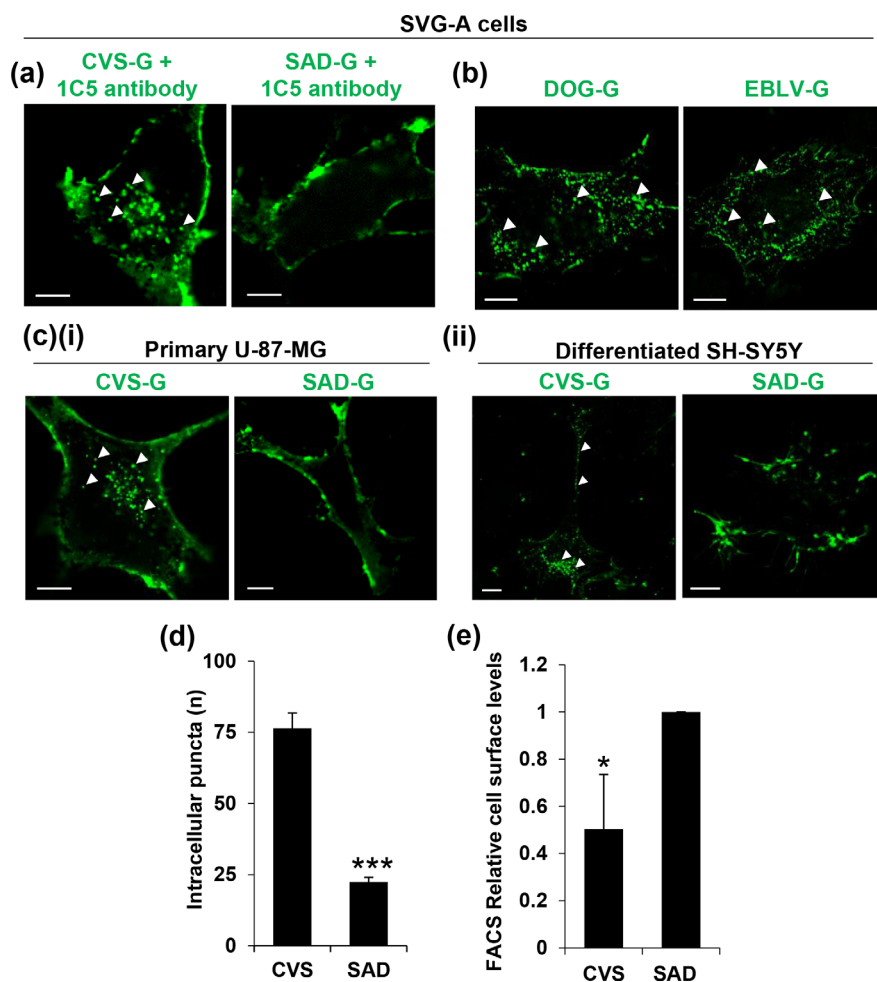 SVG-A cells
(a)
CVS-G +
1C5 antibody
SAD-G +
1C5 antibody
(b)
DOG-G
EBLV-G
(c)(i)
Primary U-87-MG
CVS-G
SAD-G
(ii)
Differentiated SH-SY5Y
CVS-G
SAD-G
(d)
Intracellular puncta (n)
100
75
50
25
0
***
CVS
SAD
(e)
FACS Relative cell surface levels
1.2
1
0.8
0.6
0.4
0.2
0
*
CVS
SAD